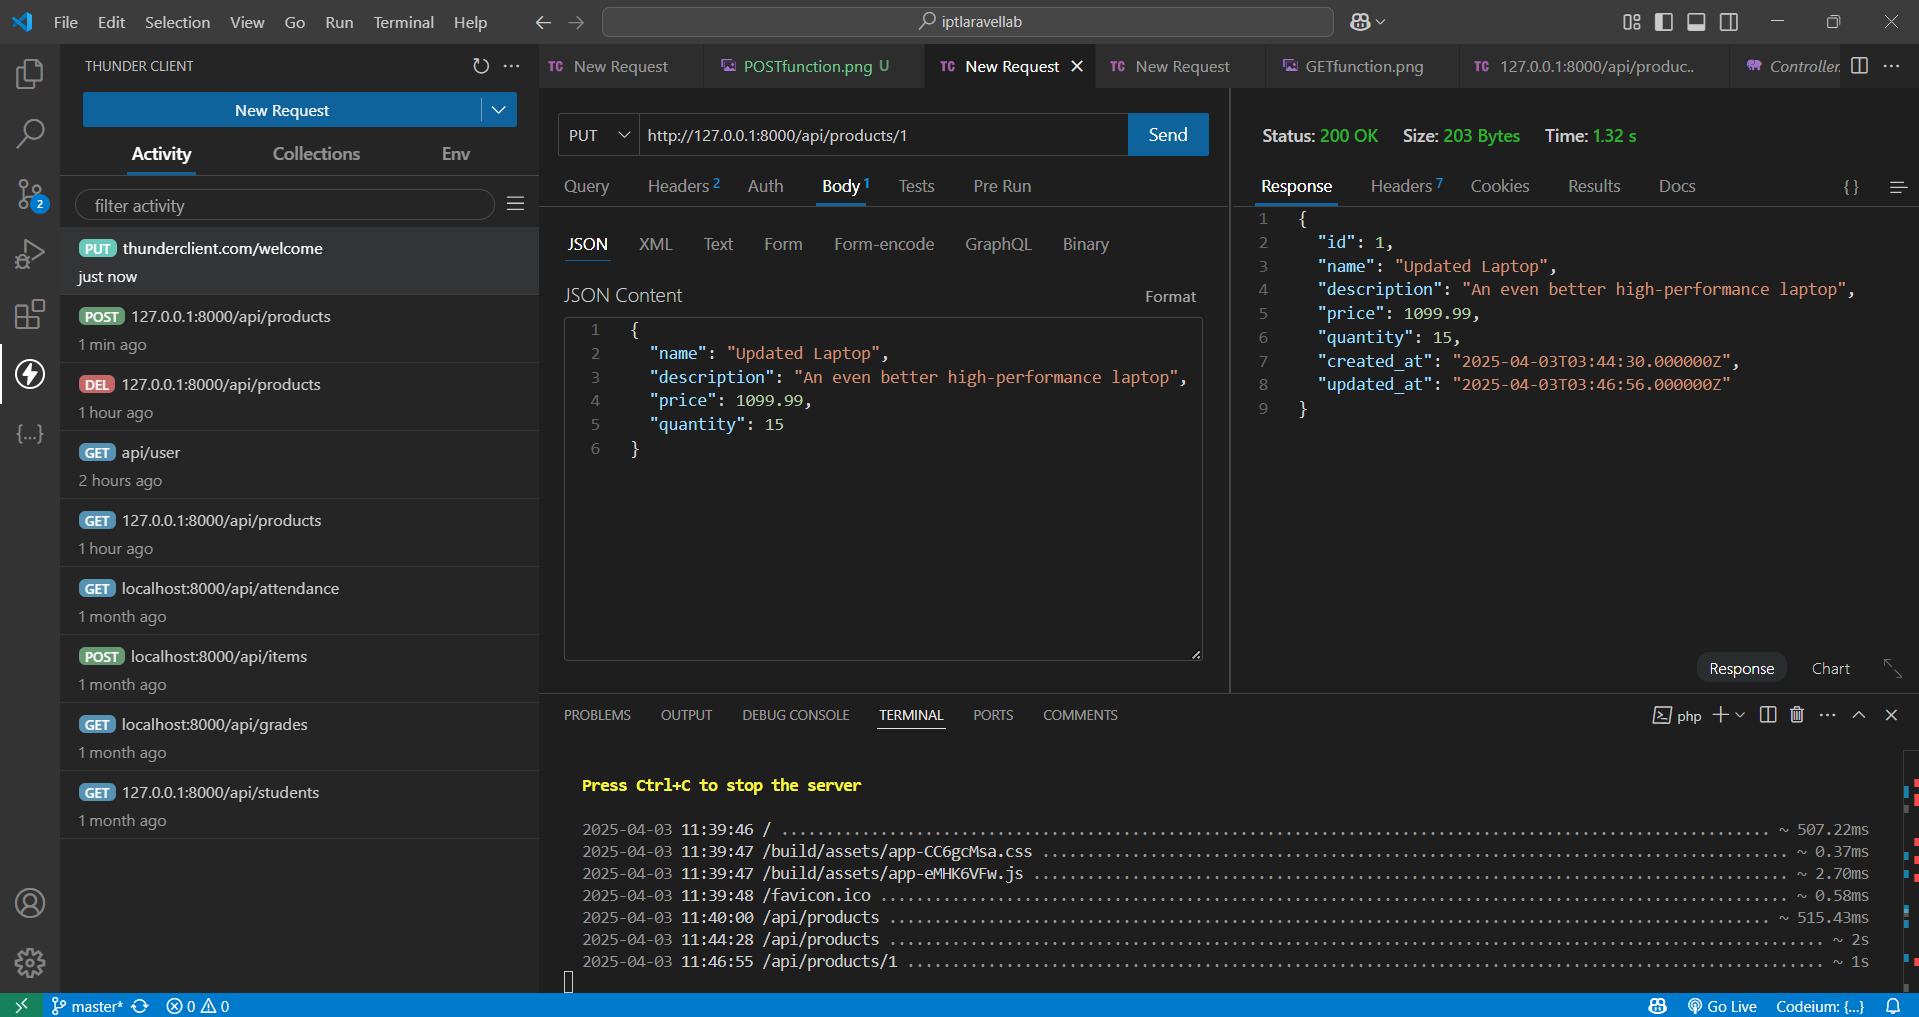 File Edit Selection View Go Run Terminal Help
iptlaravellab
THUNDER CLIENT
New Request
Activity Collections Env
filter activity
PUT thunderclient.com/welcome
just now
POST 127.0.0.1:8000/api/products
1 min ago
DEL 127.0.0.1:8000/api/products
1 hour ago
GET api/user
2 hours ago
GET 127.0.0.1:8000/api/products
1 hour ago
GET localhost:8000/api/attendance
1 month ago
POST localhost:8000/api/items
1 month ago
GET localhost:8000/api/grades
1 month ago
GET 127.0.0.1:8000/api/students
1 month ago
2
TC New Request POSTfunction.png U TC New Request TC New Request GETfunction.png TC 127.0.0.1:8000/api/produc.. Controller.
PUT http://127.0.0.1:8000/api/products/1 Send
Query Headers 2 Auth Body 1 Tests Pre Run
JSON XML Text Form Form-encode GraphQL Binary
JSON Content Format
1 {
2 "name": "Updated Laptop",
3 "description": "An even better high-performance laptop",
4 "price": 1099.99,
5 "quantity": 15
6 }
Status: 200 OK Size: 203 Bytes Time: 1.32 s
Response Headers 7 Cookies Results Docs { }
1 {
2 "id": 1,
3 "name": "Updated Laptop",
4 "description": "An even better high-performance laptop",
5 "price": 1099.99,
6 "quantity": 15,
7 "created_at": "2025-04-03T03:44:30.000000Z",
8 "updated_at": "2025-04-03T03:46:56.000000Z"
9 }
Response Chart
PROBLEMS OUTPUT DEBUG CONSOLE TERMINAL PORTS COMMENTS
php
Press Ctrl+C to stop the server
2025-04-03 11:39:46 / ........ ~ 507.22ms
2025-04-03 11:39:47 /build/assets/app-CC6gcMsa.css ........ ~ 0.37ms
2025-04-03 11:39:47 /build/assets/app-eMHK6VFw.js ........ ~ 2.70ms
2025-04-03 11:39:48 /favicon.ico ........ ~ 0.58ms
2025-04-03 11:40:00 /api/products ........ ~ 515.43ms
2025-04-03 11:44:28 /api/products ........ ~ 2s
2025-04-03 11:46:55 /api/products/1 ........ ~ 1s
master* 0 0 Go Live Codeium: {...}